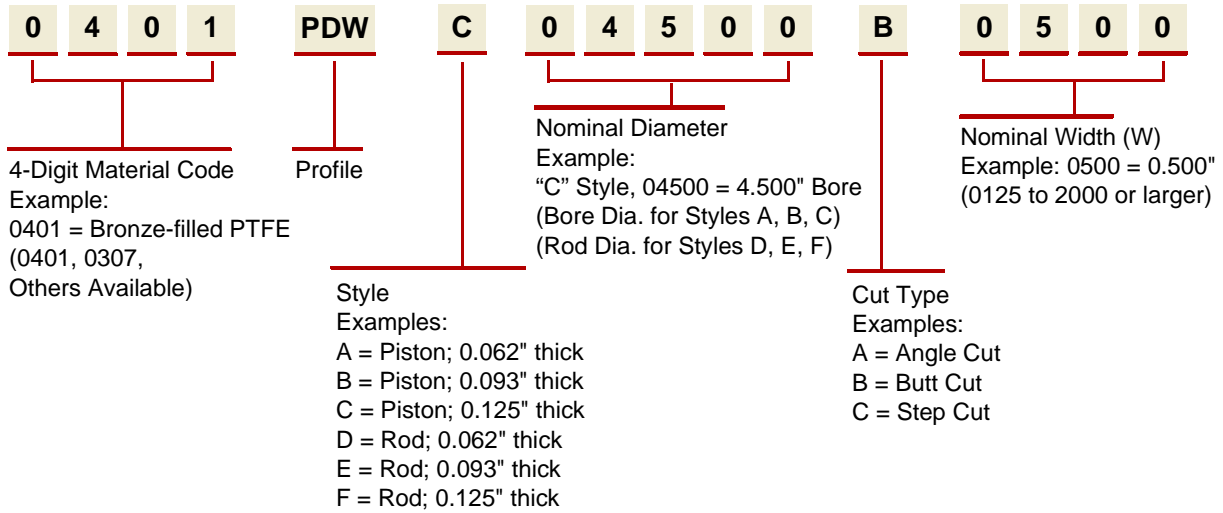 0 4 0 1 PDW C 0 4 5 0 0 B 0 5 0 0
4-Digit Material Code
Example:
0401 = Bronze-filled PTFE
(0401, 0307,
Others Available)
Profile
Style
Examples:
A = Piston; 0.062" thick
B = Piston; 0.093" thick
C = Piston; 0.125" thick
D = Rod; 0.062" thick
E = Rod; 0.093" thick
F = Rod; 0.125" thick
Nominal Diameter
Example:
“C” Style, 04500 = 4.500" Bore
(Bore Dia. for Styles A, B, C)
(Rod Dia. for Styles D, E, F)
Cut Type
Examples:
A = Angle Cut
B = Butt Cut
C = Step Cut
Nominal Width (W)
Example: 0500 = 0.500"
(0125 to 2000 or larger)